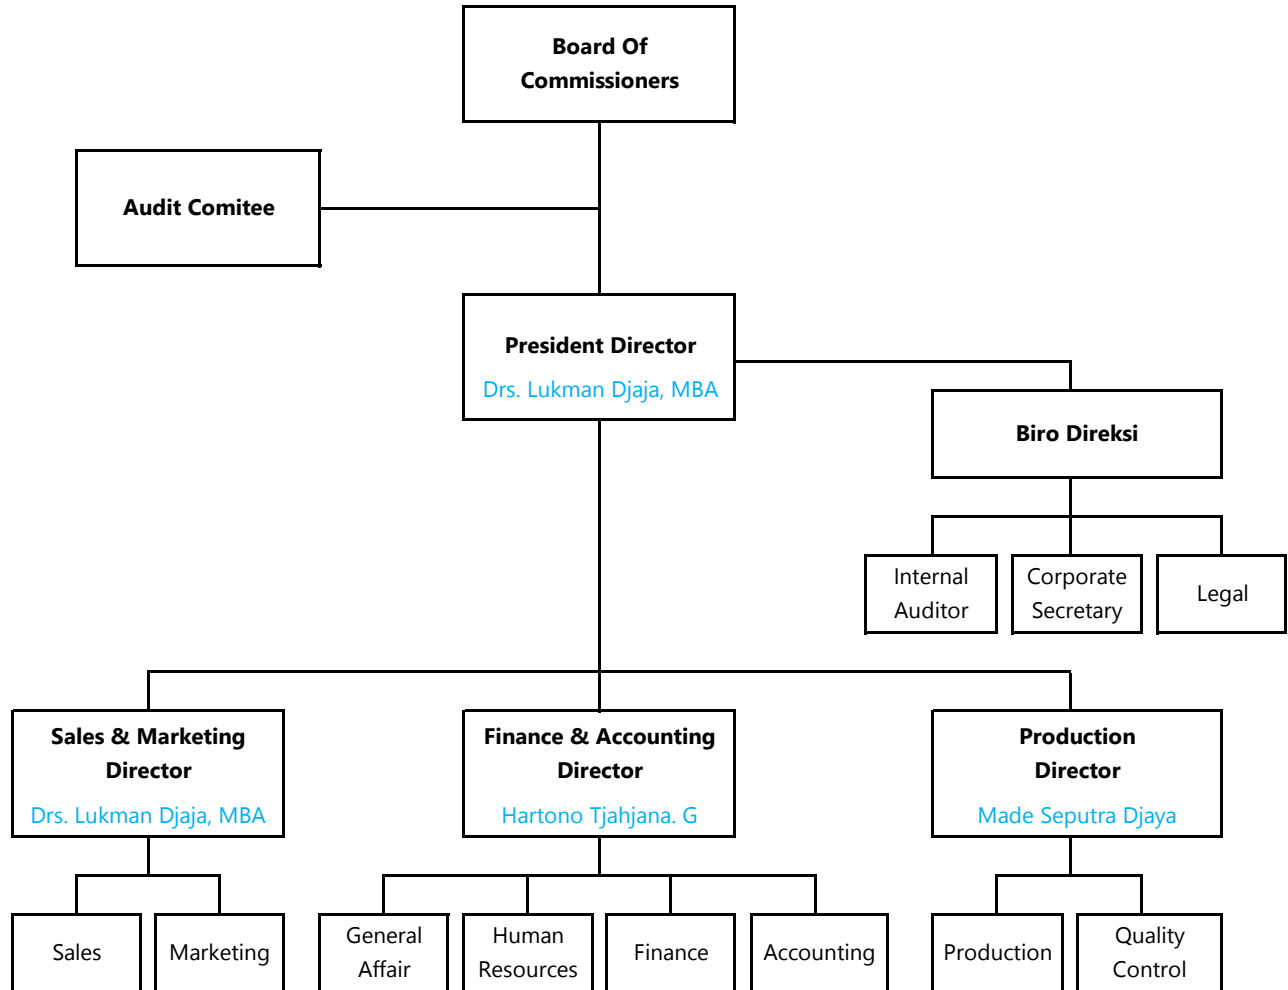 Board Of
Commissioners
Audit Comitee
President Director
Drs. Lukman Djaja, MBA
Biro Direksi
Internal
Auditor
Corporate
Secretary
Legal
Sales & Marketing
Director
Drs. Lukman Djaja, MBA
Finance & Accounting
Director
Hartono Tjahjana. G
Production
Director
Made Seputra Djaya
Sales
Marketing
General
Affair
Human
Resources
Finance
Accounting
Production
Quality
Control